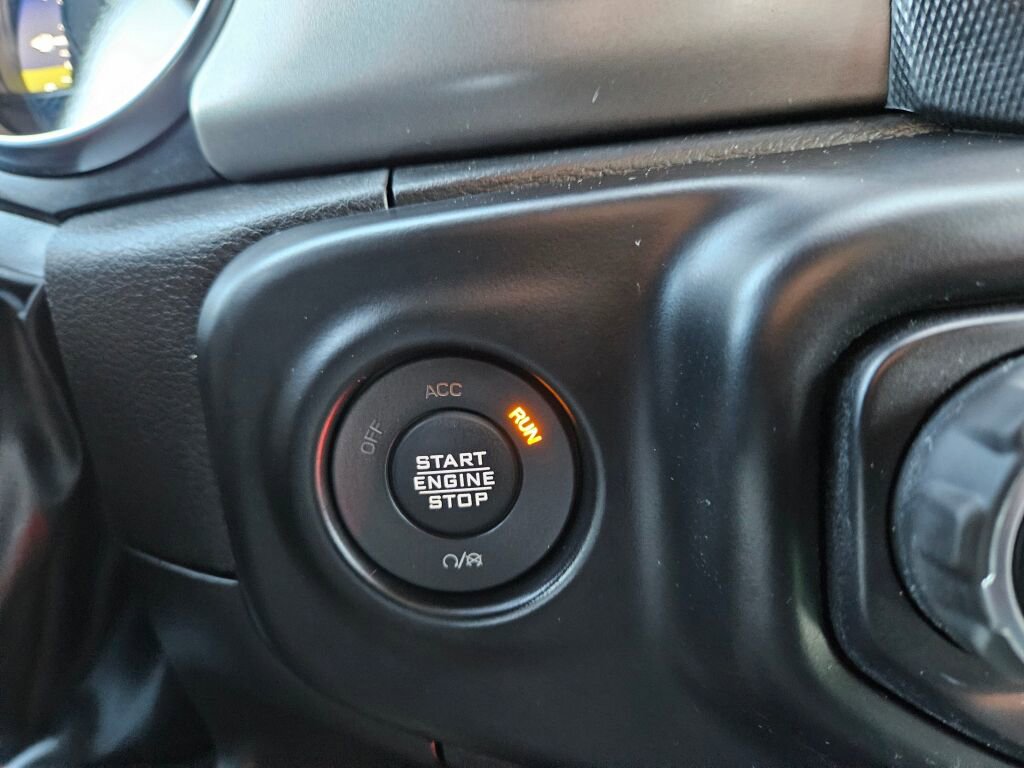 ACC
OFF
RUN
START
ENGINE
STOP